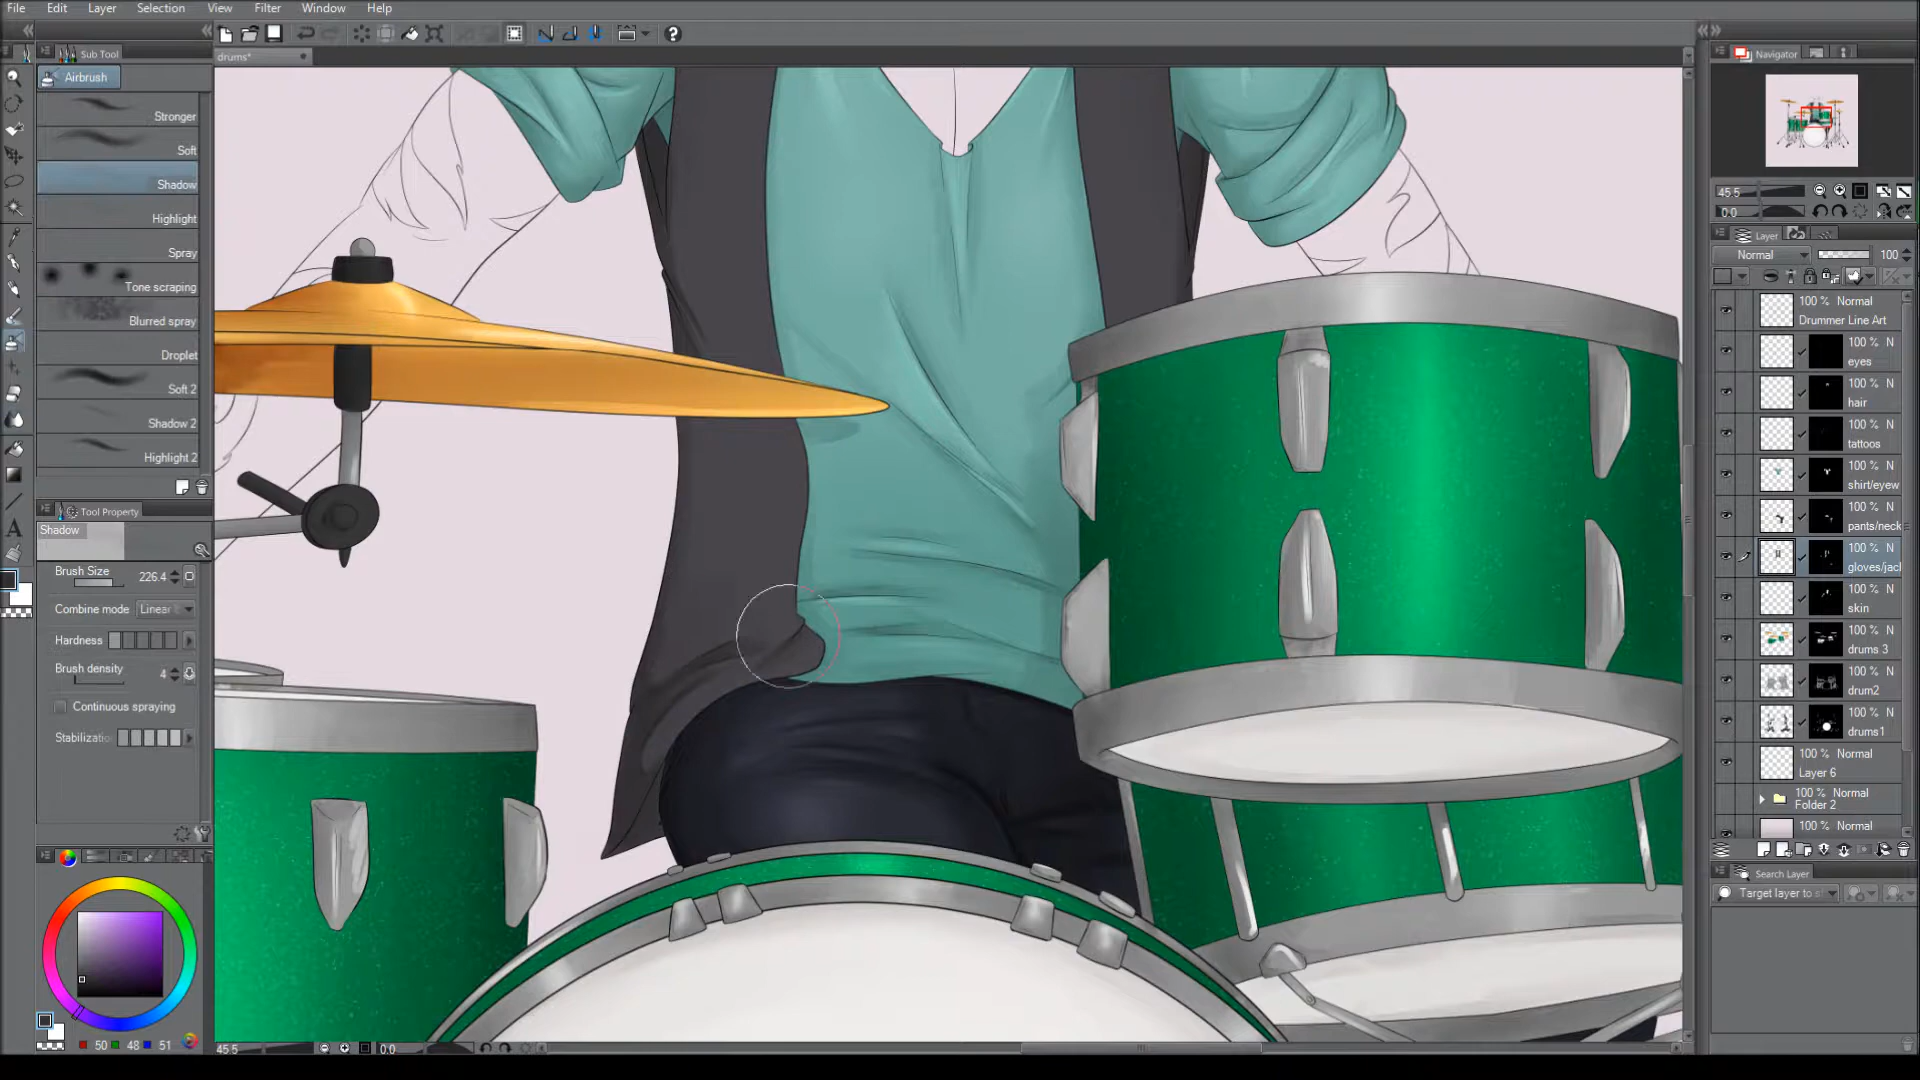 File Edit Layer Selection View Filter Window Help
Sub Tool
drums*
Navigator
Airbrush
Stronger
Soft
Shadow
Highlight
Spray
Tone scraping
Blurred spray
Droplet
Soft 2
Shadow 2
Highlight 2
Tool Property
Shadow
Brush Size 226.4
Combine mode Linear
Hardness
Brush density 4
Continuous spraying
Stabilizatio
50 48 51
45.5 0.0
45.5
0.0
Layer
Normal 100
100 % Normal
Drummer Line Art
100 % N
eyes
100 % N
hair
100 % N
tattoos
100 % N
shirt/eyew
100 % N
pants/neck
100 % N
gloves/jack
100 % N
skin
100 % N
drums 3
100 % N
drum2
100 % N
drums1
100 % Normal
Layer 6
100 % Normal
Folder 2
100 % Normal
Search Layer
Target layer to s